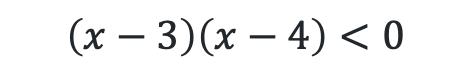 (x − 3)(x − 4) < 0